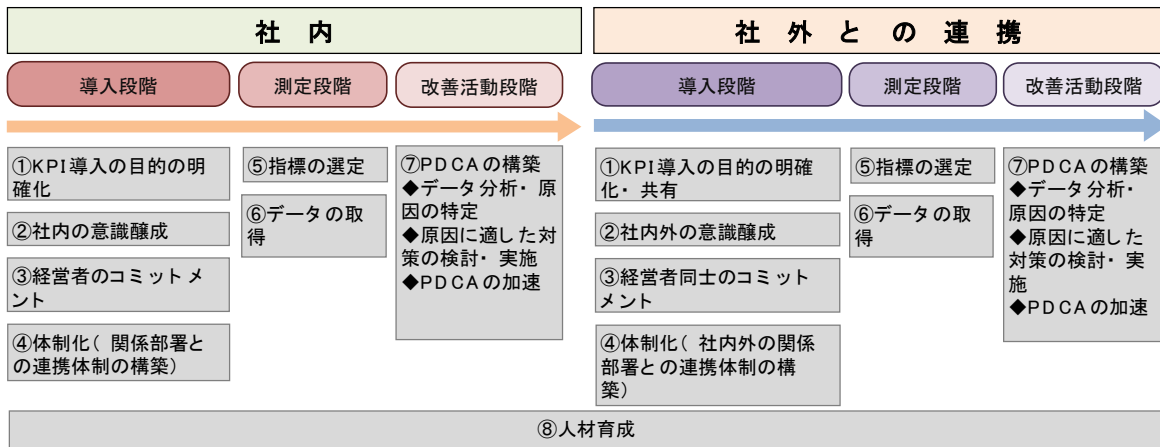 社内
導入段階
測定段階
改善活動段階
①KPI導入の目的の明
確化
②社内の意識醸成
③経営者のコミットメ
ント
④体制化(関係部署と
の連携体制の構築)
⑤指標の選定
⑥データの取
得
⑦PDCAの構築
◆データ分析・原
因の特定
◆原因に適した対
策の検討・実施
◆PDCAの加速
社外との連携
導入段階
測定段階
改善活動段階
①KPI導入の目的の明確
化・共有
②社内外の意識醸成
③経営者同士のコミット
メント
④体制化(社内外の関係
部署との連携体制の構
築)
⑤指標の選定
⑥データの取
得
⑦PDCAの構築
◆データ分析・
原因の特定
◆原因に適した
対策の検討・実
施
◆PDCAの加速
⑧人材育成